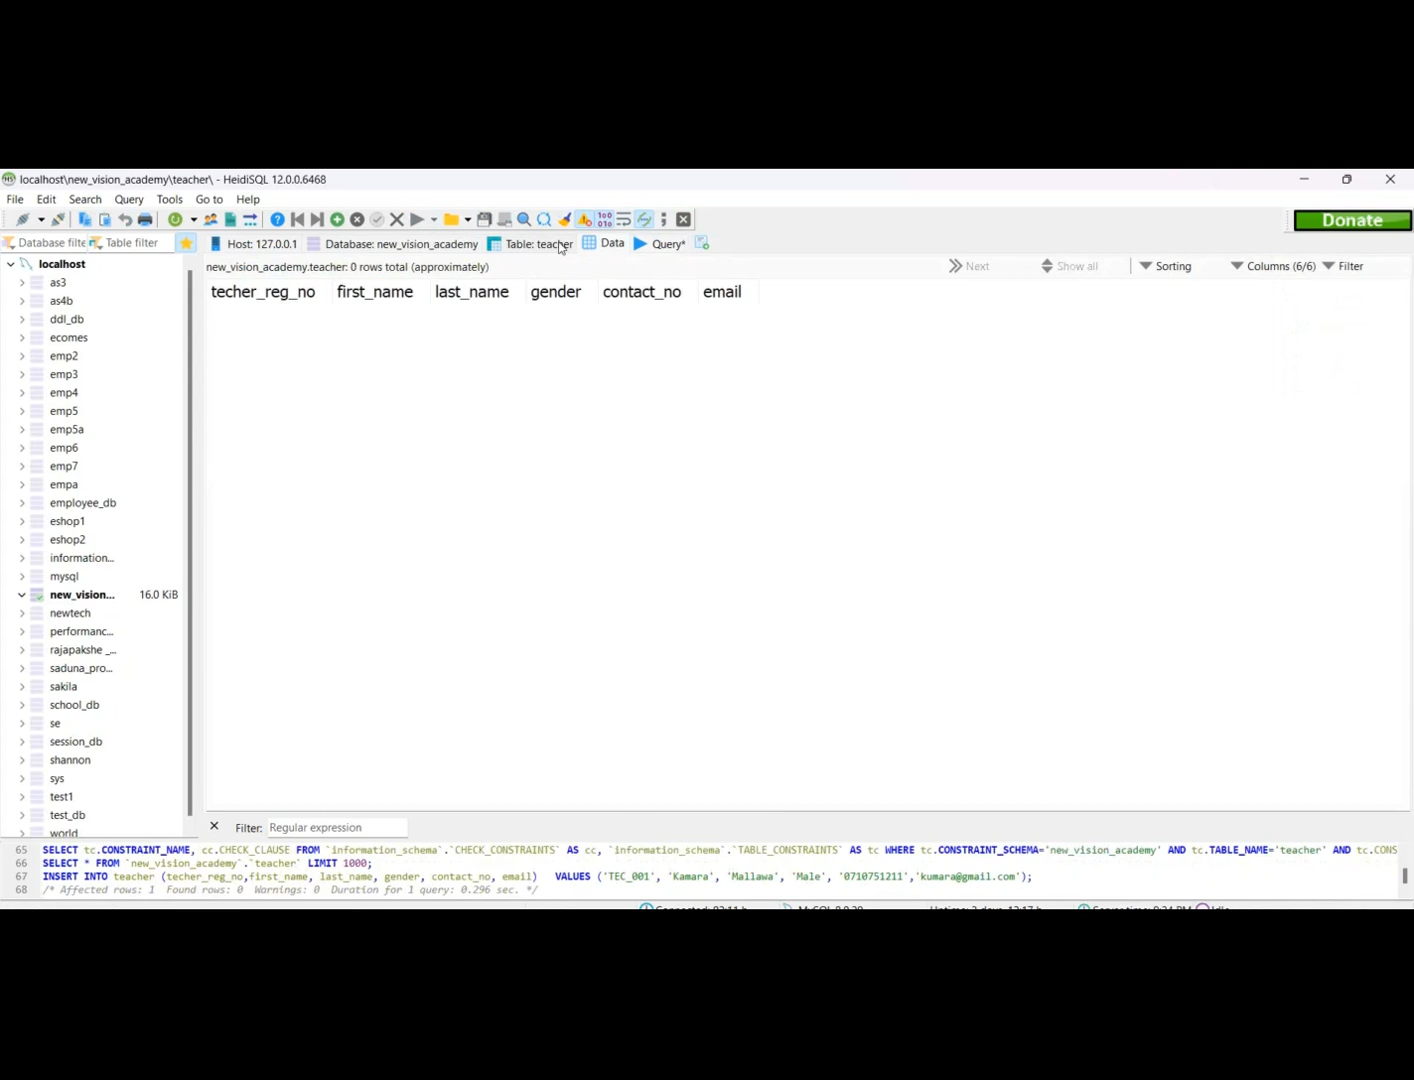 localhost\new_vision_academy\teacher\ - HeidiSQL 12.0.0.6468
File Edit Search Query Tools Go to Help
Donate
Database filte Table filter Host: 127.0.0.1 Database: new_vision_academy Table: teacher Data Query*
new_vision_academy.teacher: 0 rows total (approximately) Next Show all Sorting Columns (6/6) Filter
techer_reg_no first_name last_name gender contact_no email
localhost
as3
as4b
ddl_db
ecomes
emp2
emp3
emp4
emp5
emp5a
emp6
emp7
empa
employee_db
eshop1
eshop2
information...
mysql
new_vision... 16.0 KiB
newtech
performanc...
rajapakshe _...
saduna_pro...
sakila
school_db
se
session_db
shannon
sys
test1
test_db
world
Filter: Regular expression
65 SELECT tc.CONSTRAINT_NAME, cc.CHECK_CLAUSE FROM `information_schema`.`CHECK_CONSTRAINTS` AS cc, `information_schema`.`TABLE_CONSTRAINTS` AS tc WHERE tc.CONSTRAINT_SCHEMA='new_vision_academy' AND tc.TABLE_NAME='teacher' AND tc.CONS
66 SELECT * FROM `new_vision_academy`.`teacher` LIMIT 1000;
67 INSERT INTO teacher (techer_reg_no,first_name, last_name, gender, contact_no, email) VALUES ('TEC_001', 'Kamara', 'Mallawa', 'Male', '0710751211','kumara@gmail.com');
68 /* Affected rows: 1 Found rows: 0 Warnings: 0 Duration for 1 query: 0.296 sec. */